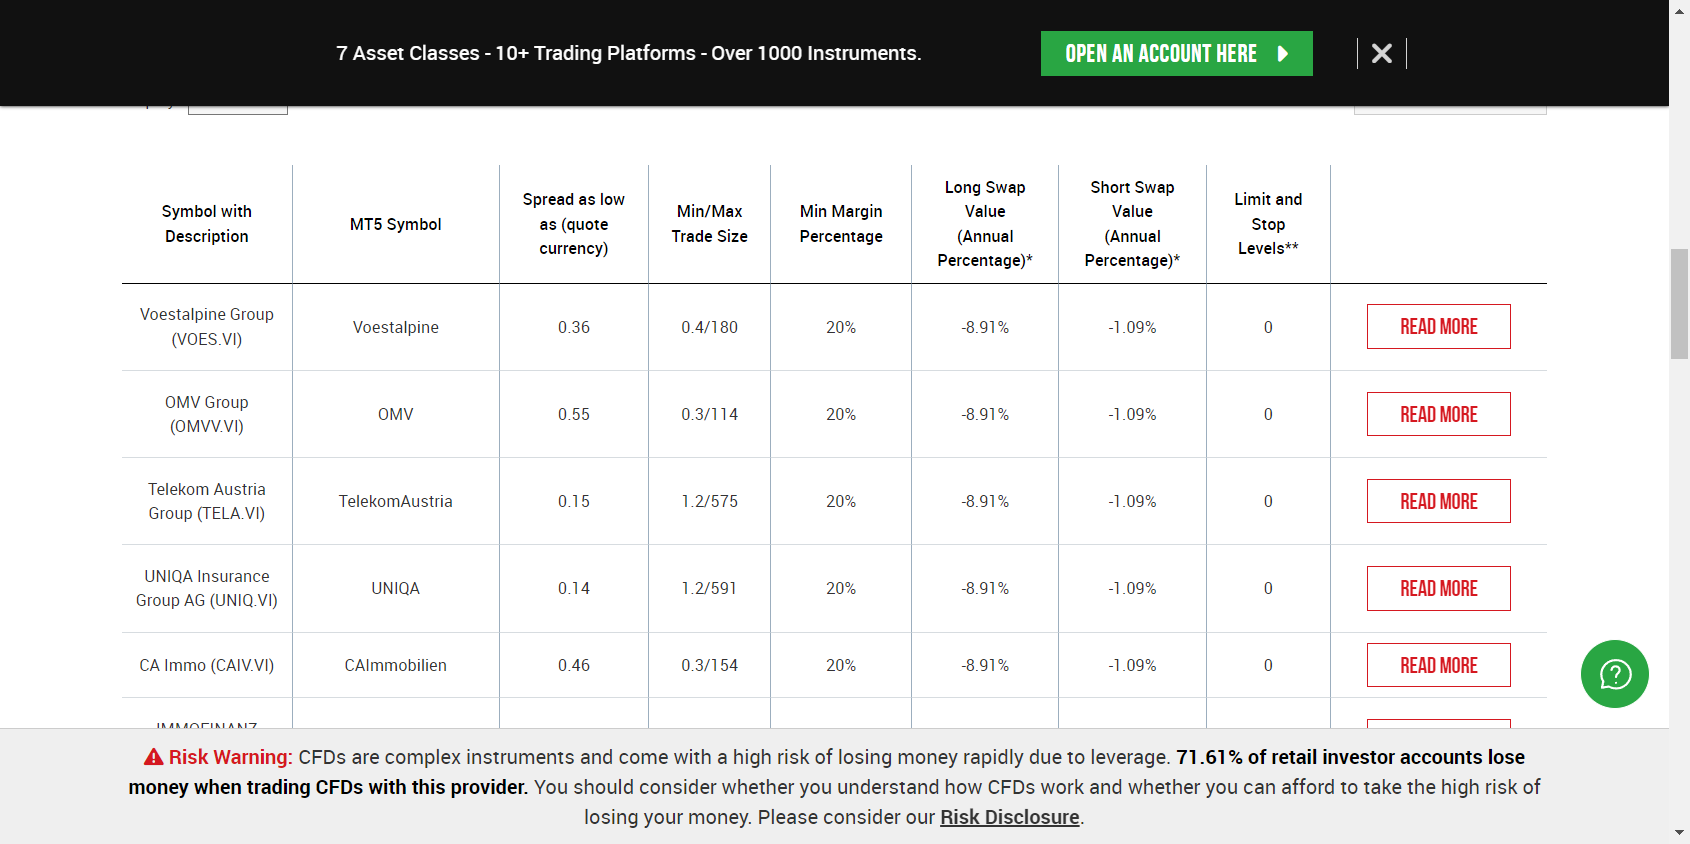 7 Asset Classes - 10+ Trading Platforms - Over 1000 Instruments.
OPEN AN ACCOUNT HERE
Symbol with
Description
MT5 Symbol
Spread as low
as (quote
currency)
Min/Max
Trade Size
Min Margin
Percentage
Long Swap
Value
(Annual
Percentage)*
Short Swap
Value
(Annual
Percentage)*
Limit and
Stop
Levels**
Voestalpine Group
(VOES.VI)
Voestalpine
0.36
0.4/180
20%
-8.91%
-1.09%
0
READ MORE
OMV Group
(OMVV.VI)
OMV
0.55
0.3/114
20%
-8.91%
-1.09%
0
READ MORE
Telekom Austria
Group (TELA.VI)
TelekomAustria
0.15
1.2/575
20%
-8.91%
-1.09%
0
READ MORE
UNIQA Insurance
Group AG (UNIQ.VI)
UNIQA
0.14
1.2/591
20%
-8.91%
-1.09%
0
READ MORE
CA Immo (CAIV.VI)
CAImmobilien
0.46
0.3/154
20%
-8.91%
-1.09%
0
READ MORE
IMMOFINANZ
Risk Warning: CFDs are complex instruments and come with a high risk of losing money rapidly due to leverage. 71.61% of retail investor accounts lose
money when trading CFDs with this provider. You should consider whether you understand how CFDs work and whether you can afford to take the high risk of
losing your money. Please consider our Risk Disclosure.